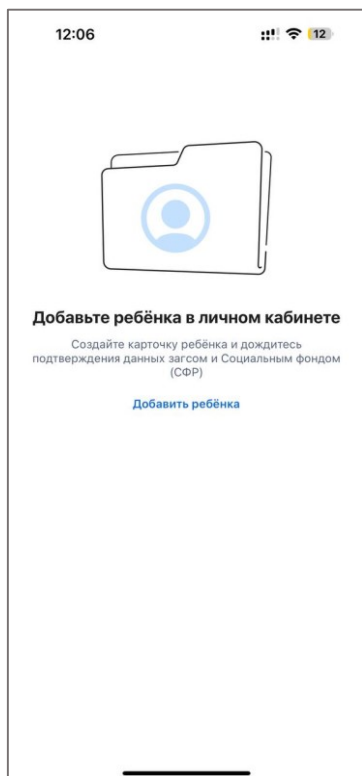 12:06
12
Добавьте ребёнка в личном кабинете
Создайте карточку ребёнка и дождитесь
подтверждения данных загсом и Социальным фондом
(СФР)
Добавить ребёнка